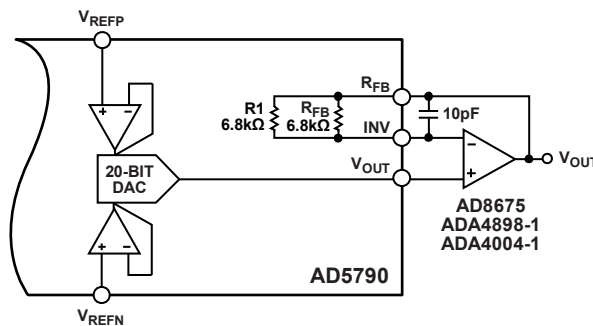 VREFP
RFB
R1
6.8kΩ
RFB
6.8kΩ
10pF
INV
+ −
−
VOUT
VOUT
20-BIT
DAC
+
AD8675
ADA4898-1
ADA4004-1
+ −
AD5790
VREFN